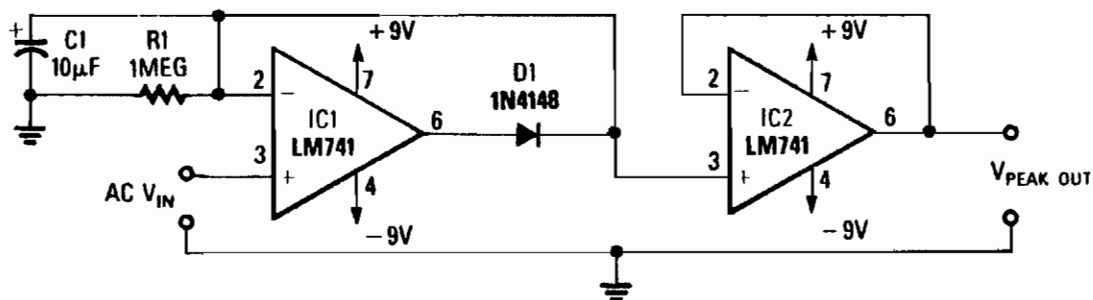 +
C1
10µF
R1
1MEG
2
−
3
+
IC1
LM741
+9V
7
6
4
−9V
D1
1N4148
2
−
3
+
IC2
LM741
+9V
7
6
4
−9V
AC VIN
VPEAK OUT